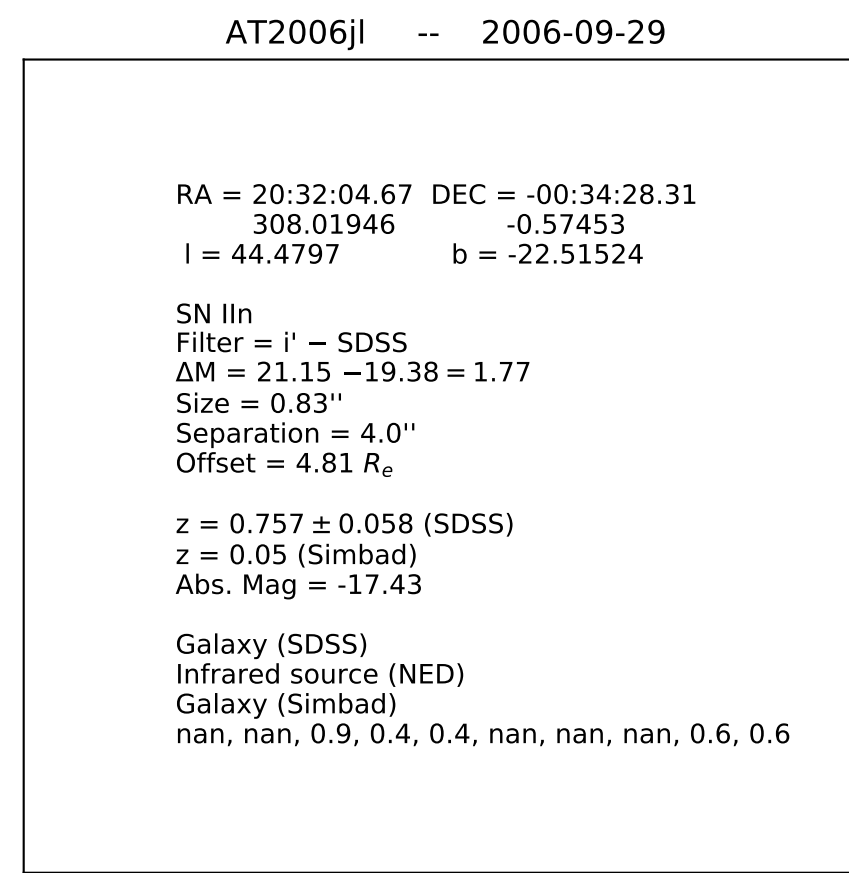 AT2006jl -- 2006-09-29
RA = 20:32:04.67 DEC = -00:34:28.31
308.01946 -0.57453
l = 44.4797 b = -22.51524
SN IIn
Filter = i' − SDSS
ΔM = 21.15 −19.38 = 1.77
Size = 0.83''
Separation = 4.0''
Offset = 4.81 Rₑ
z = 0.757 ± 0.058 (SDSS)
z = 0.05 (Simbad)
Abs. Mag = -17.43
Galaxy (SDSS)
Infrared source (NED)
Galaxy (Simbad)
nan, nan, 0.9, 0.4, 0.4, nan, nan, nan, 0.6, 0.6